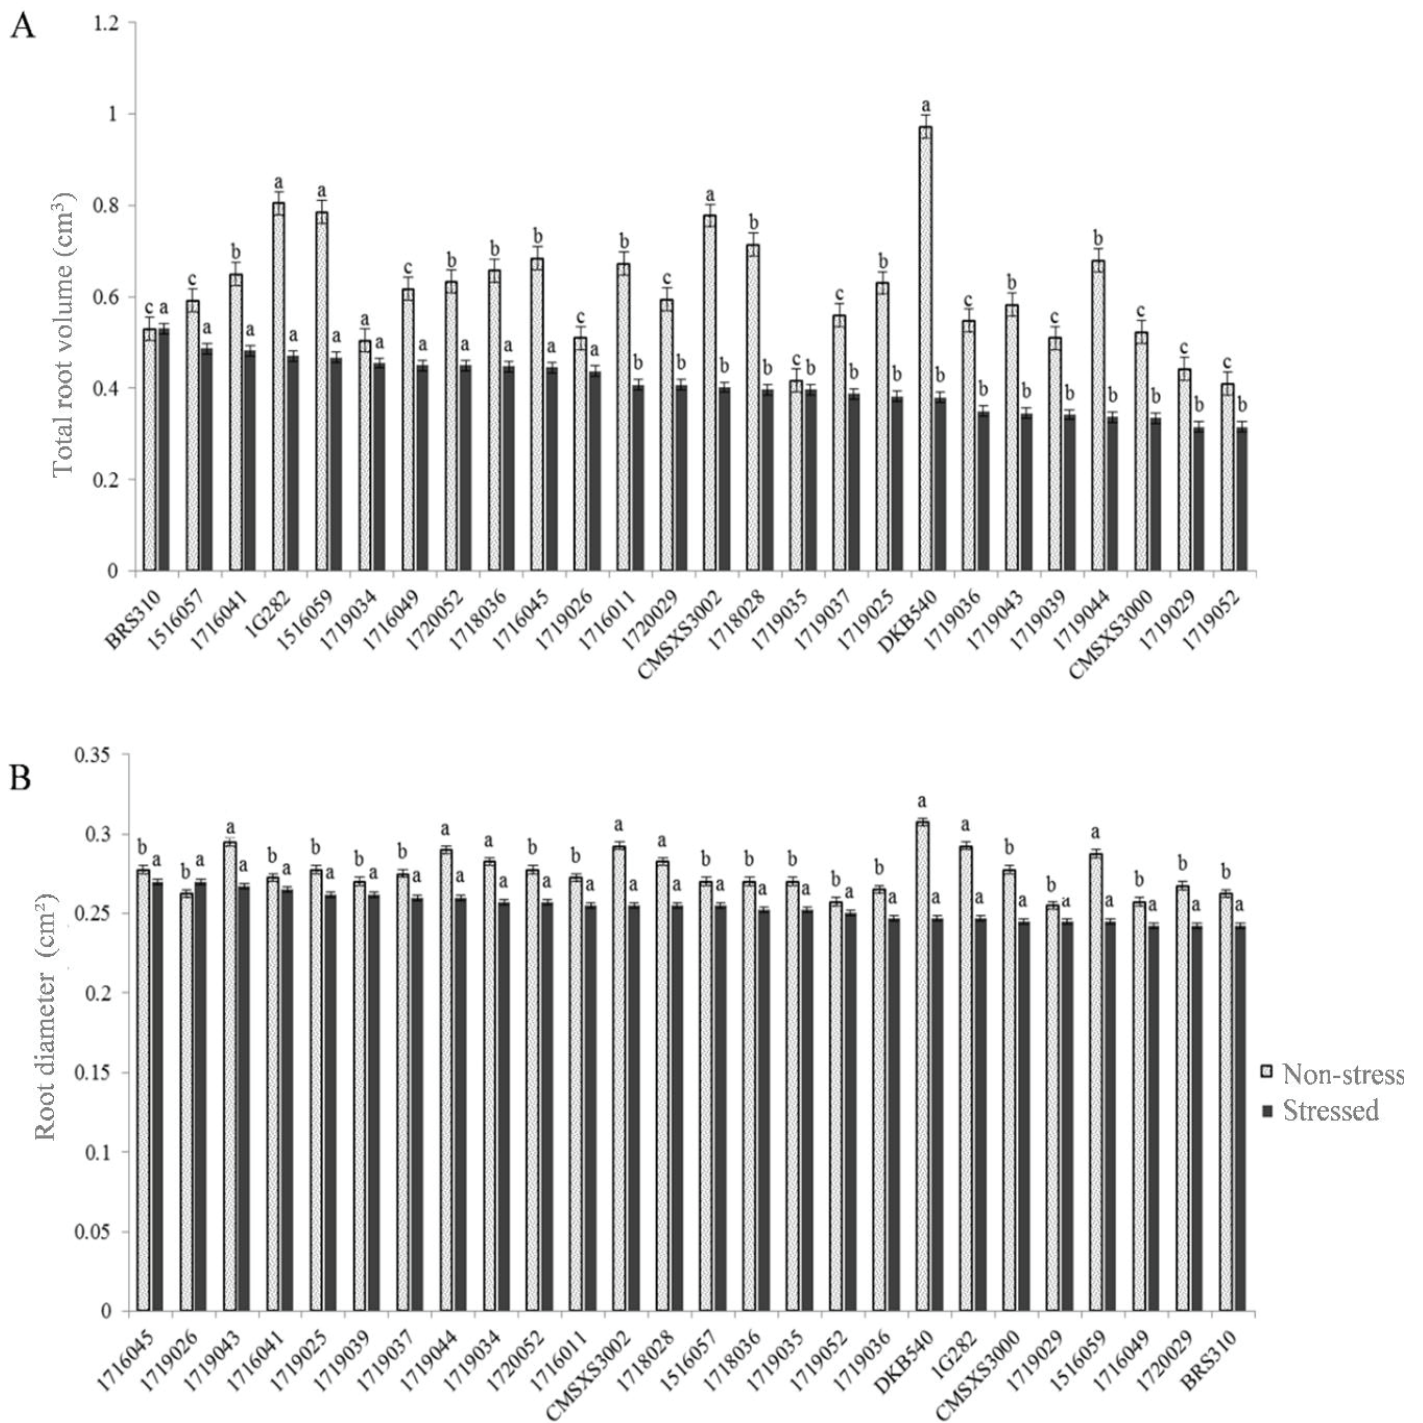 A
1.2
1
0.8
0.6
0.4
0.2
0
Total root volume (cm³)
a
a a
a
b
b
b b b b b
c c c c b b c b c b c c c c
c a a a a a a a a a a a a b b b c b b b b b b b b b b b
BRS310 1516057 1716041 1G282 1516059 1719034 1716049 1720052 1718036 1716045 1719026 1716011 1720029 CMSXS3002 1718028 1719035 1719037 1719025 DKB540 1719036 1719043 1719039 1719044 CMSXS3000 1719029 1719052
B
0.35
0.3
0.25
0.2
0.15
0.1
0.05
0
Root diameter (cm²)
b a b a a a b a b a b a b a a a a a b a b a a a a a b a b a b a b a b a a a a a b a b a a a b a b a b a
Non-stress
Stressed
1716045 1719026 1719043 1716041 1719025 1719039 1719037 1719044 1719034 1720052 1716011 CMSXS3002 1718028 1516057 1718036 1719035 1719052 1719036 DKB540 1G282 CMSXS3000 1719029 1516059 1716049 1720029 BRS310